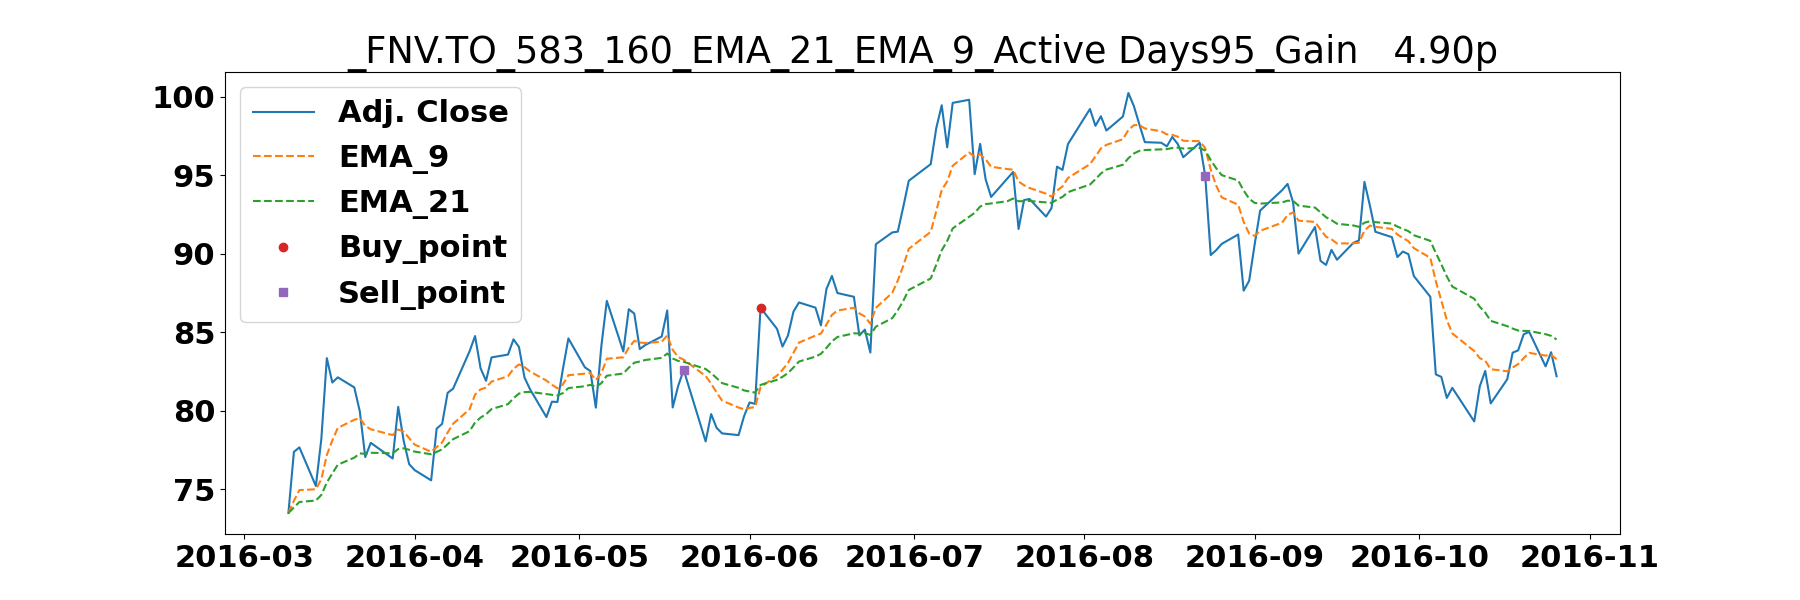 _FNV.TO_583_160_EMA_21_EMA_9_Active Days95_Gain   4.90p
100
95
90
85
80
75
Adj. Close
EMA_9
EMA_21
Buy_point
Sell_point
2016-03 2016-04 2016-05 2016-06 2016-07 2016-08 2016-09 2016-10 2016-11